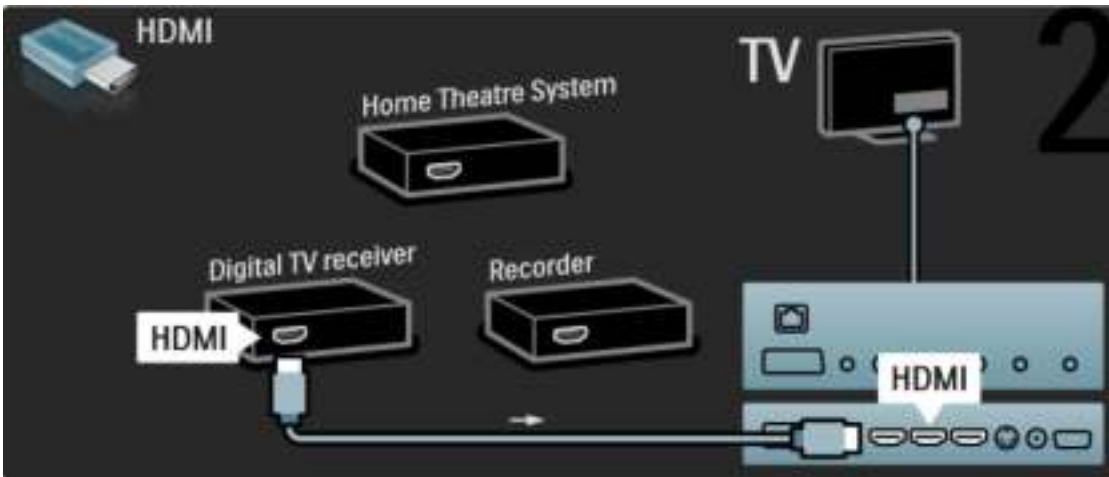 HDMI
TV
2
Home Theatre System
Digital TV receiver
Recorder
HDMI
HDMI